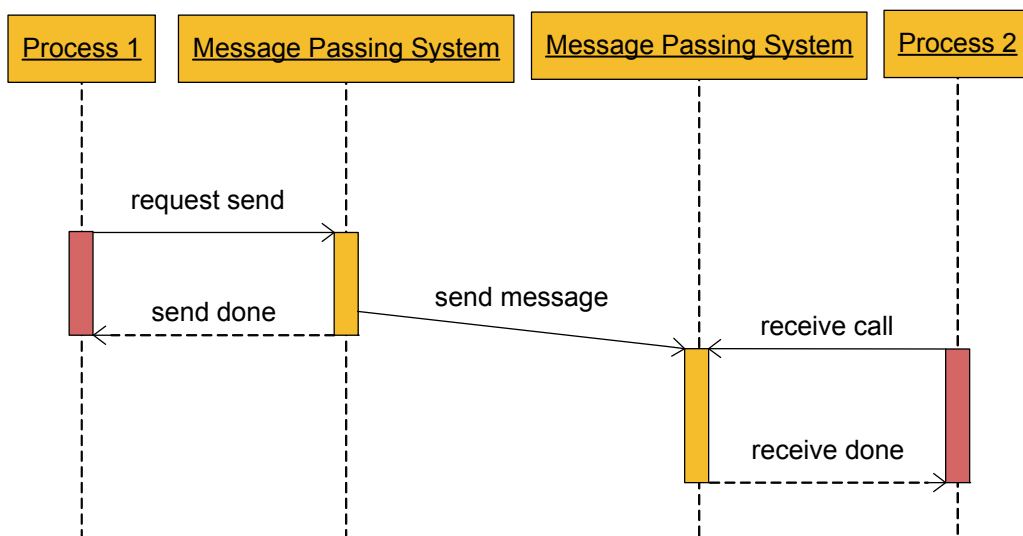 Process 1
Message Passing System
Message Passing System
Process 2
request send
send message
send done
receive call
receive done